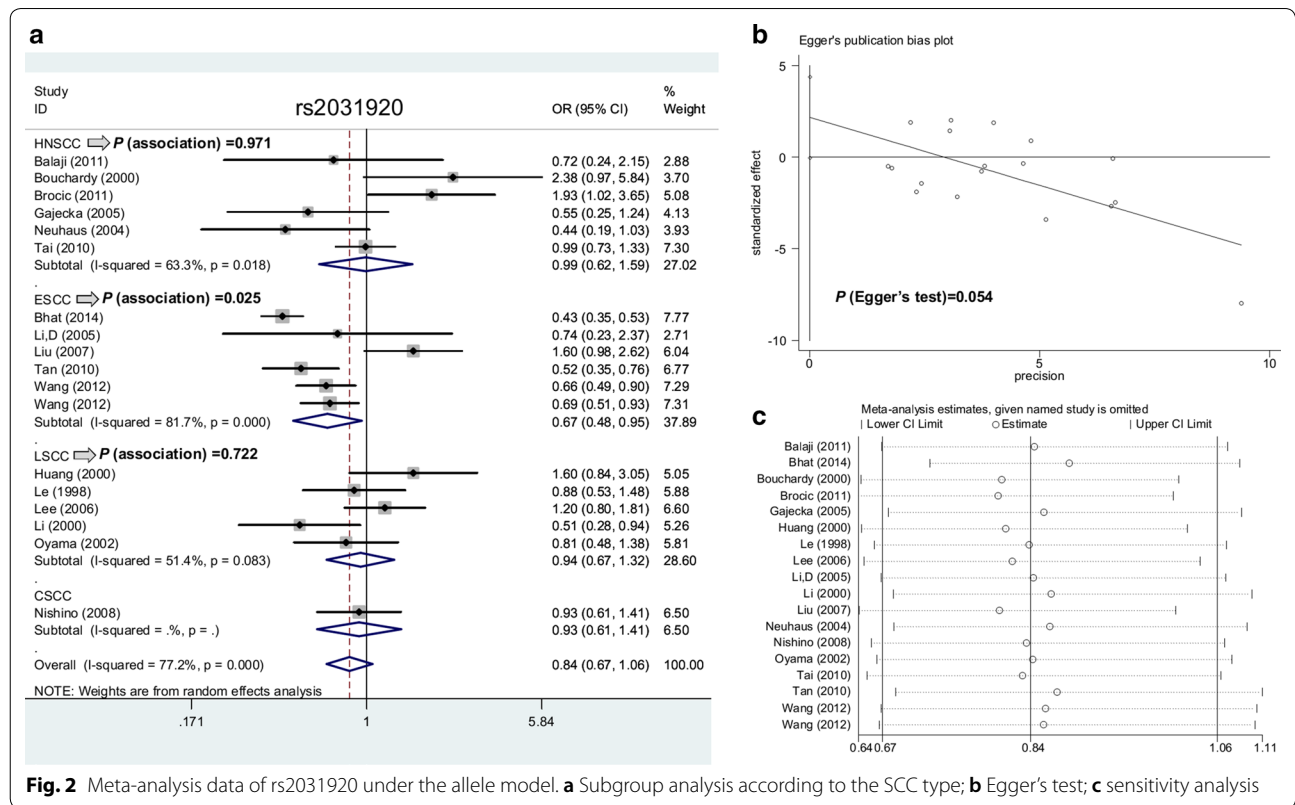 a
Study
ID
rs2031920
OR (95% CI)
%
Weight
HNSCC P (association) =0.971
Balaji (2011) 0.72 (0.24, 2.15) 2.88
Bouchardy (2000) 2.38 (0.97, 5.84) 3.70
Brocic (2011) 1.93 (1.02, 3.65) 5.08
Gajecka (2005) 0.55 (0.25, 1.24) 4.13
Neuhaus (2004) 0.44 (0.19, 1.03) 3.93
Tai (2010) 0.99 (0.73, 1.33) 7.30
Subtotal (I-squared = 63.3%, p = 0.018) 0.99 (0.62, 1.59) 27.02
.
ESCC P (association) =0.025
Bhat (2014) 0.43 (0.35, 0.53) 7.77
Li,D (2005) 0.74 (0.23, 2.37) 2.71
Liu (2007) 1.60 (0.98, 2.62) 6.04
Tan (2010) 0.52 (0.35, 0.76) 6.77
Wang (2012) 0.66 (0.49, 0.90) 7.29
Wang (2012) 0.69 (0.51, 0.93) 7.31
Subtotal (I-squared = 81.7%, p = 0.000) 0.67 (0.48, 0.95) 37.89
.
LSCC P (association) =0.722
Huang (2000) 1.60 (0.84, 3.05) 5.05
Le (1998) 0.88 (0.53, 1.48) 5.88
Lee (2006) 1.20 (0.80, 1.81) 6.60
Li (2000) 0.51 (0.28, 0.94) 5.26
Oyama (2002) 0.81 (0.48, 1.38) 5.81
Subtotal (I-squared = 51.4%, p = 0.083) 0.94 (0.67, 1.32) 28.60
.
CSCC
Nishino (2008) 0.93 (0.61, 1.41) 6.50
Subtotal (I-squared = .%, p = .) 0.93 (0.61, 1.41) 6.50
.
Overall (I-squared = 77.2%, p = 0.000) 0.84 (0.67, 1.06) 100.00
NOTE: Weights are from random effects analysis
.171 1 5.84
b
Egger's publication bias plot
5
0
-5
-10
standardized effect
P (Egger's test)=0.054
0 5 10
precision
c
Meta-analysis estimates, given named study is omitted
Lower CI Limit Estimate Upper CI Limit
Balaji (2011)
Bhat (2014)
Bouchardy (2000)
Brocic (2011)
Gajecka (2005)
Huang (2000)
Le (1998)
Lee (2006)
Li,D (2005)
Li (2000)
Liu (2007)
Neuhaus (2004)
Nishino (2008)
Oyama (2002)
Tai (2010)
Tan (2010)
Wang (2012)
Wang (2012)
0.64 0.67 0.84 1.06 1.11
Fig. 2 Meta-analysis data of rs2031920 under the allele model. a Subgroup analysis according to the SCC type; b Egger's test; c sensitivity analysis